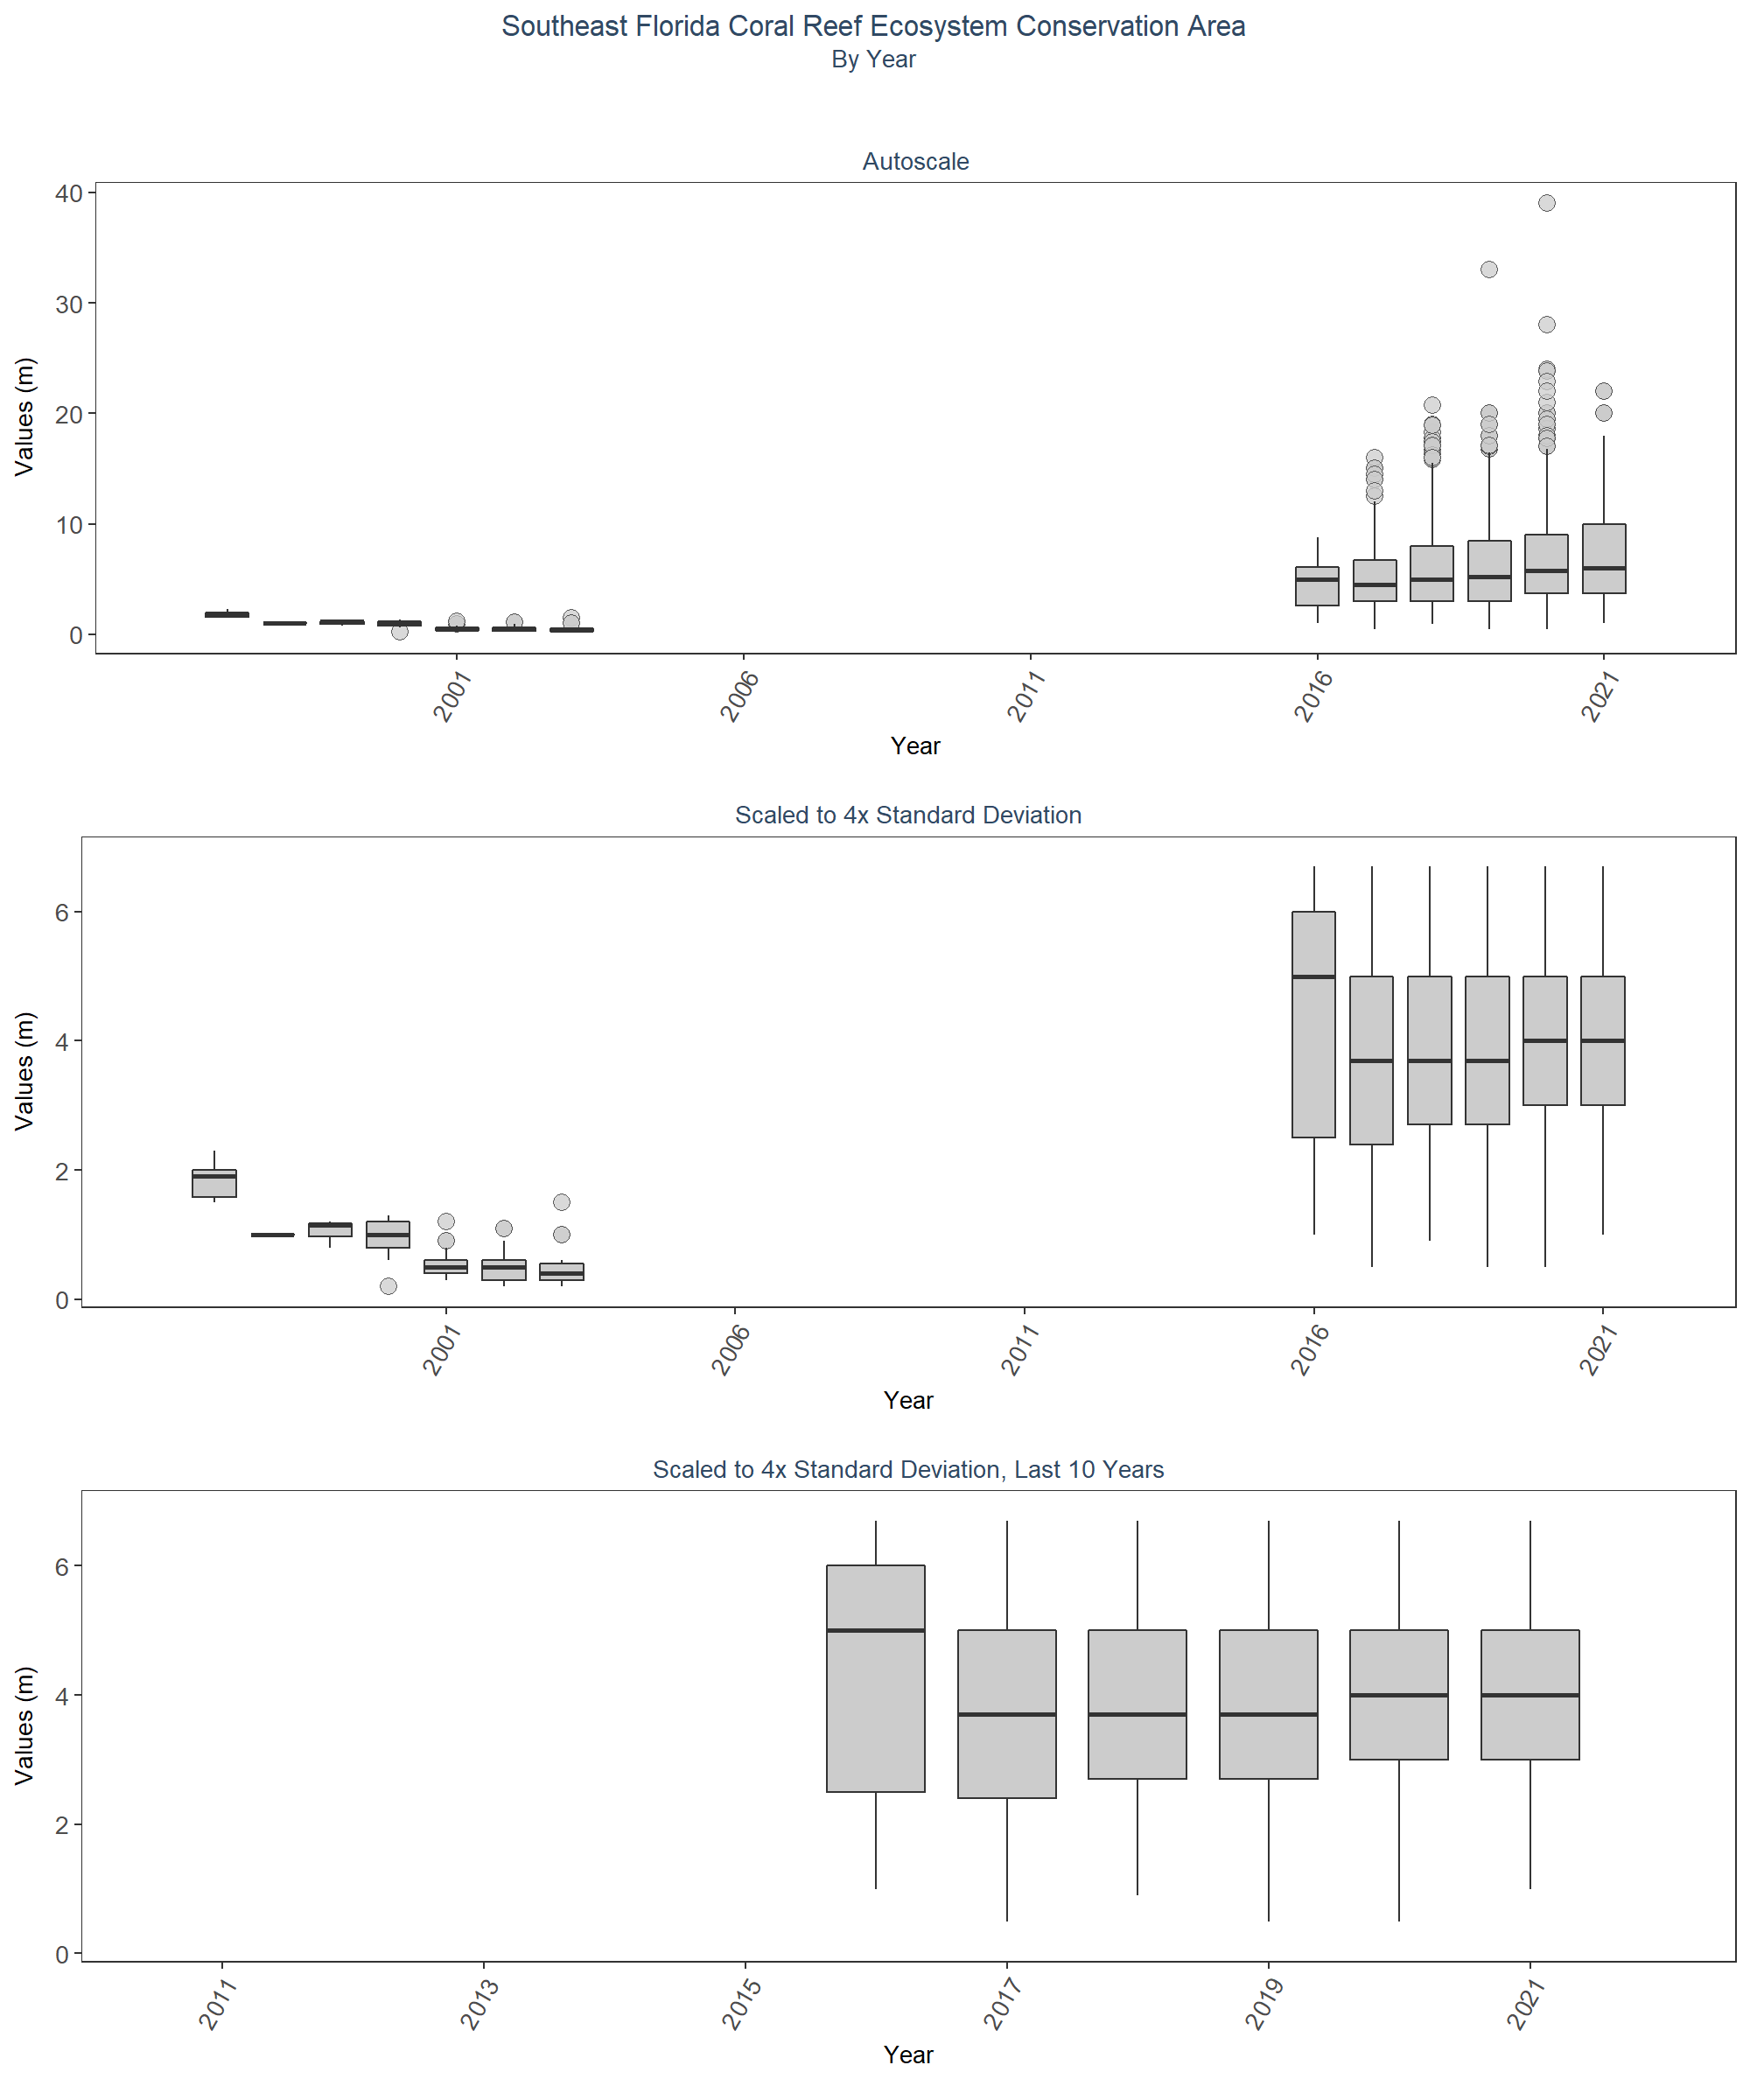 Southeast Florida Coral Reef Ecosystem Conservation Area
By Year
Autoscale
Values (m)
40
30
20
10
0
2001
2006
2011
2016
2021
Year
Scaled to 4x Standard Deviation
Values (m)
6
4
2
0
2001
2006
2011
2016
2021
Year
Scaled to 4x Standard Deviation, Last 10 Years
Values (m)
6
4
2
0
2011
2013
2015
2017
2019
2021
Year